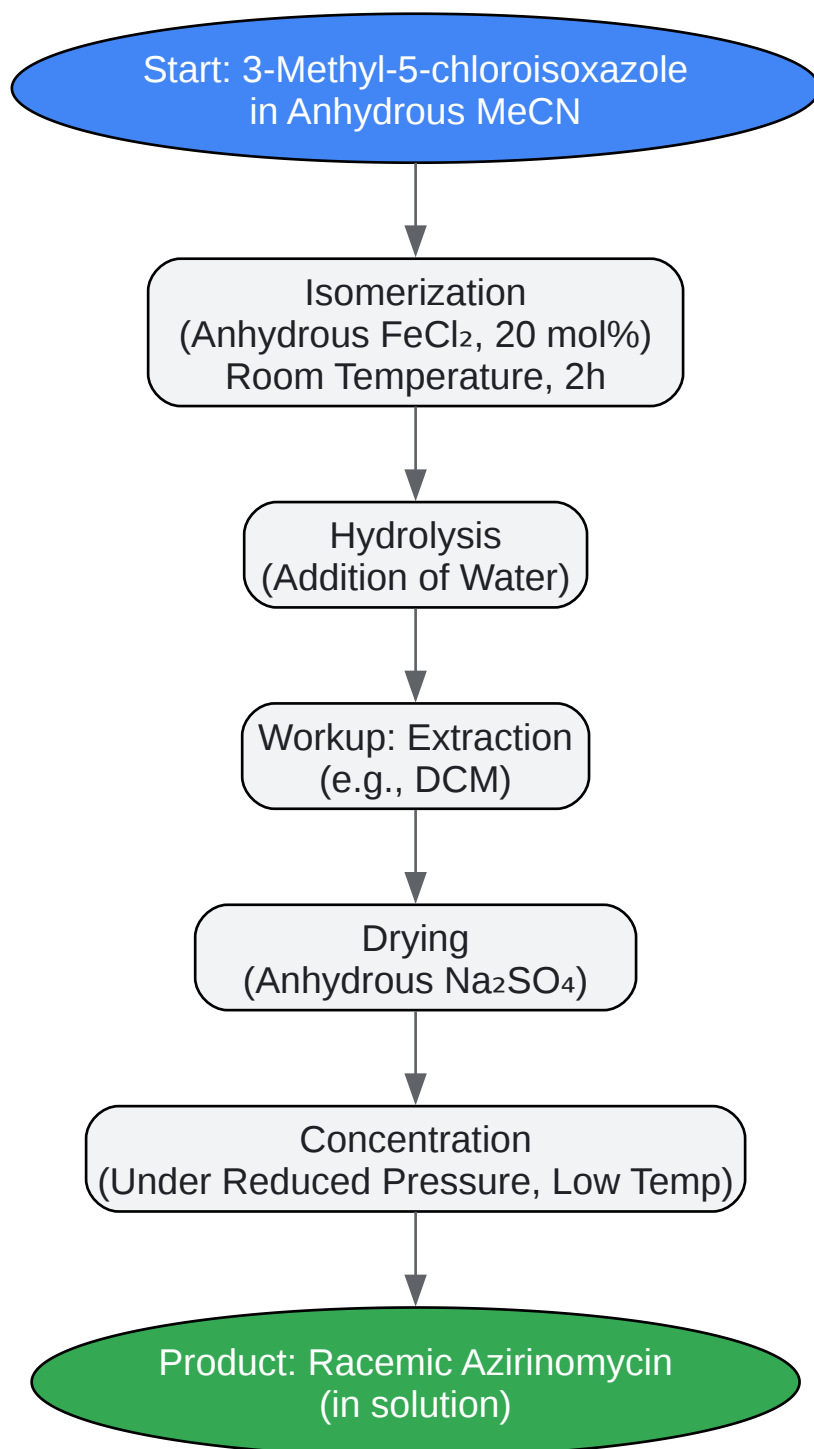 Start: 3-Methyl-5-chloroisoxazole
in Anhydrous MeCN
Isomerization
(Anhydrous FeCl₂, 20 mol%)
Room Temperature, 2h
Hydrolysis
(Addition of Water)
Workup: Extraction
(e.g., DCM)
Drying
(Anhydrous Na₂SO₄)
Concentration
(Under Reduced Pressure, Low Temp)
Product: Racemic Azirinomycin
(in solution)